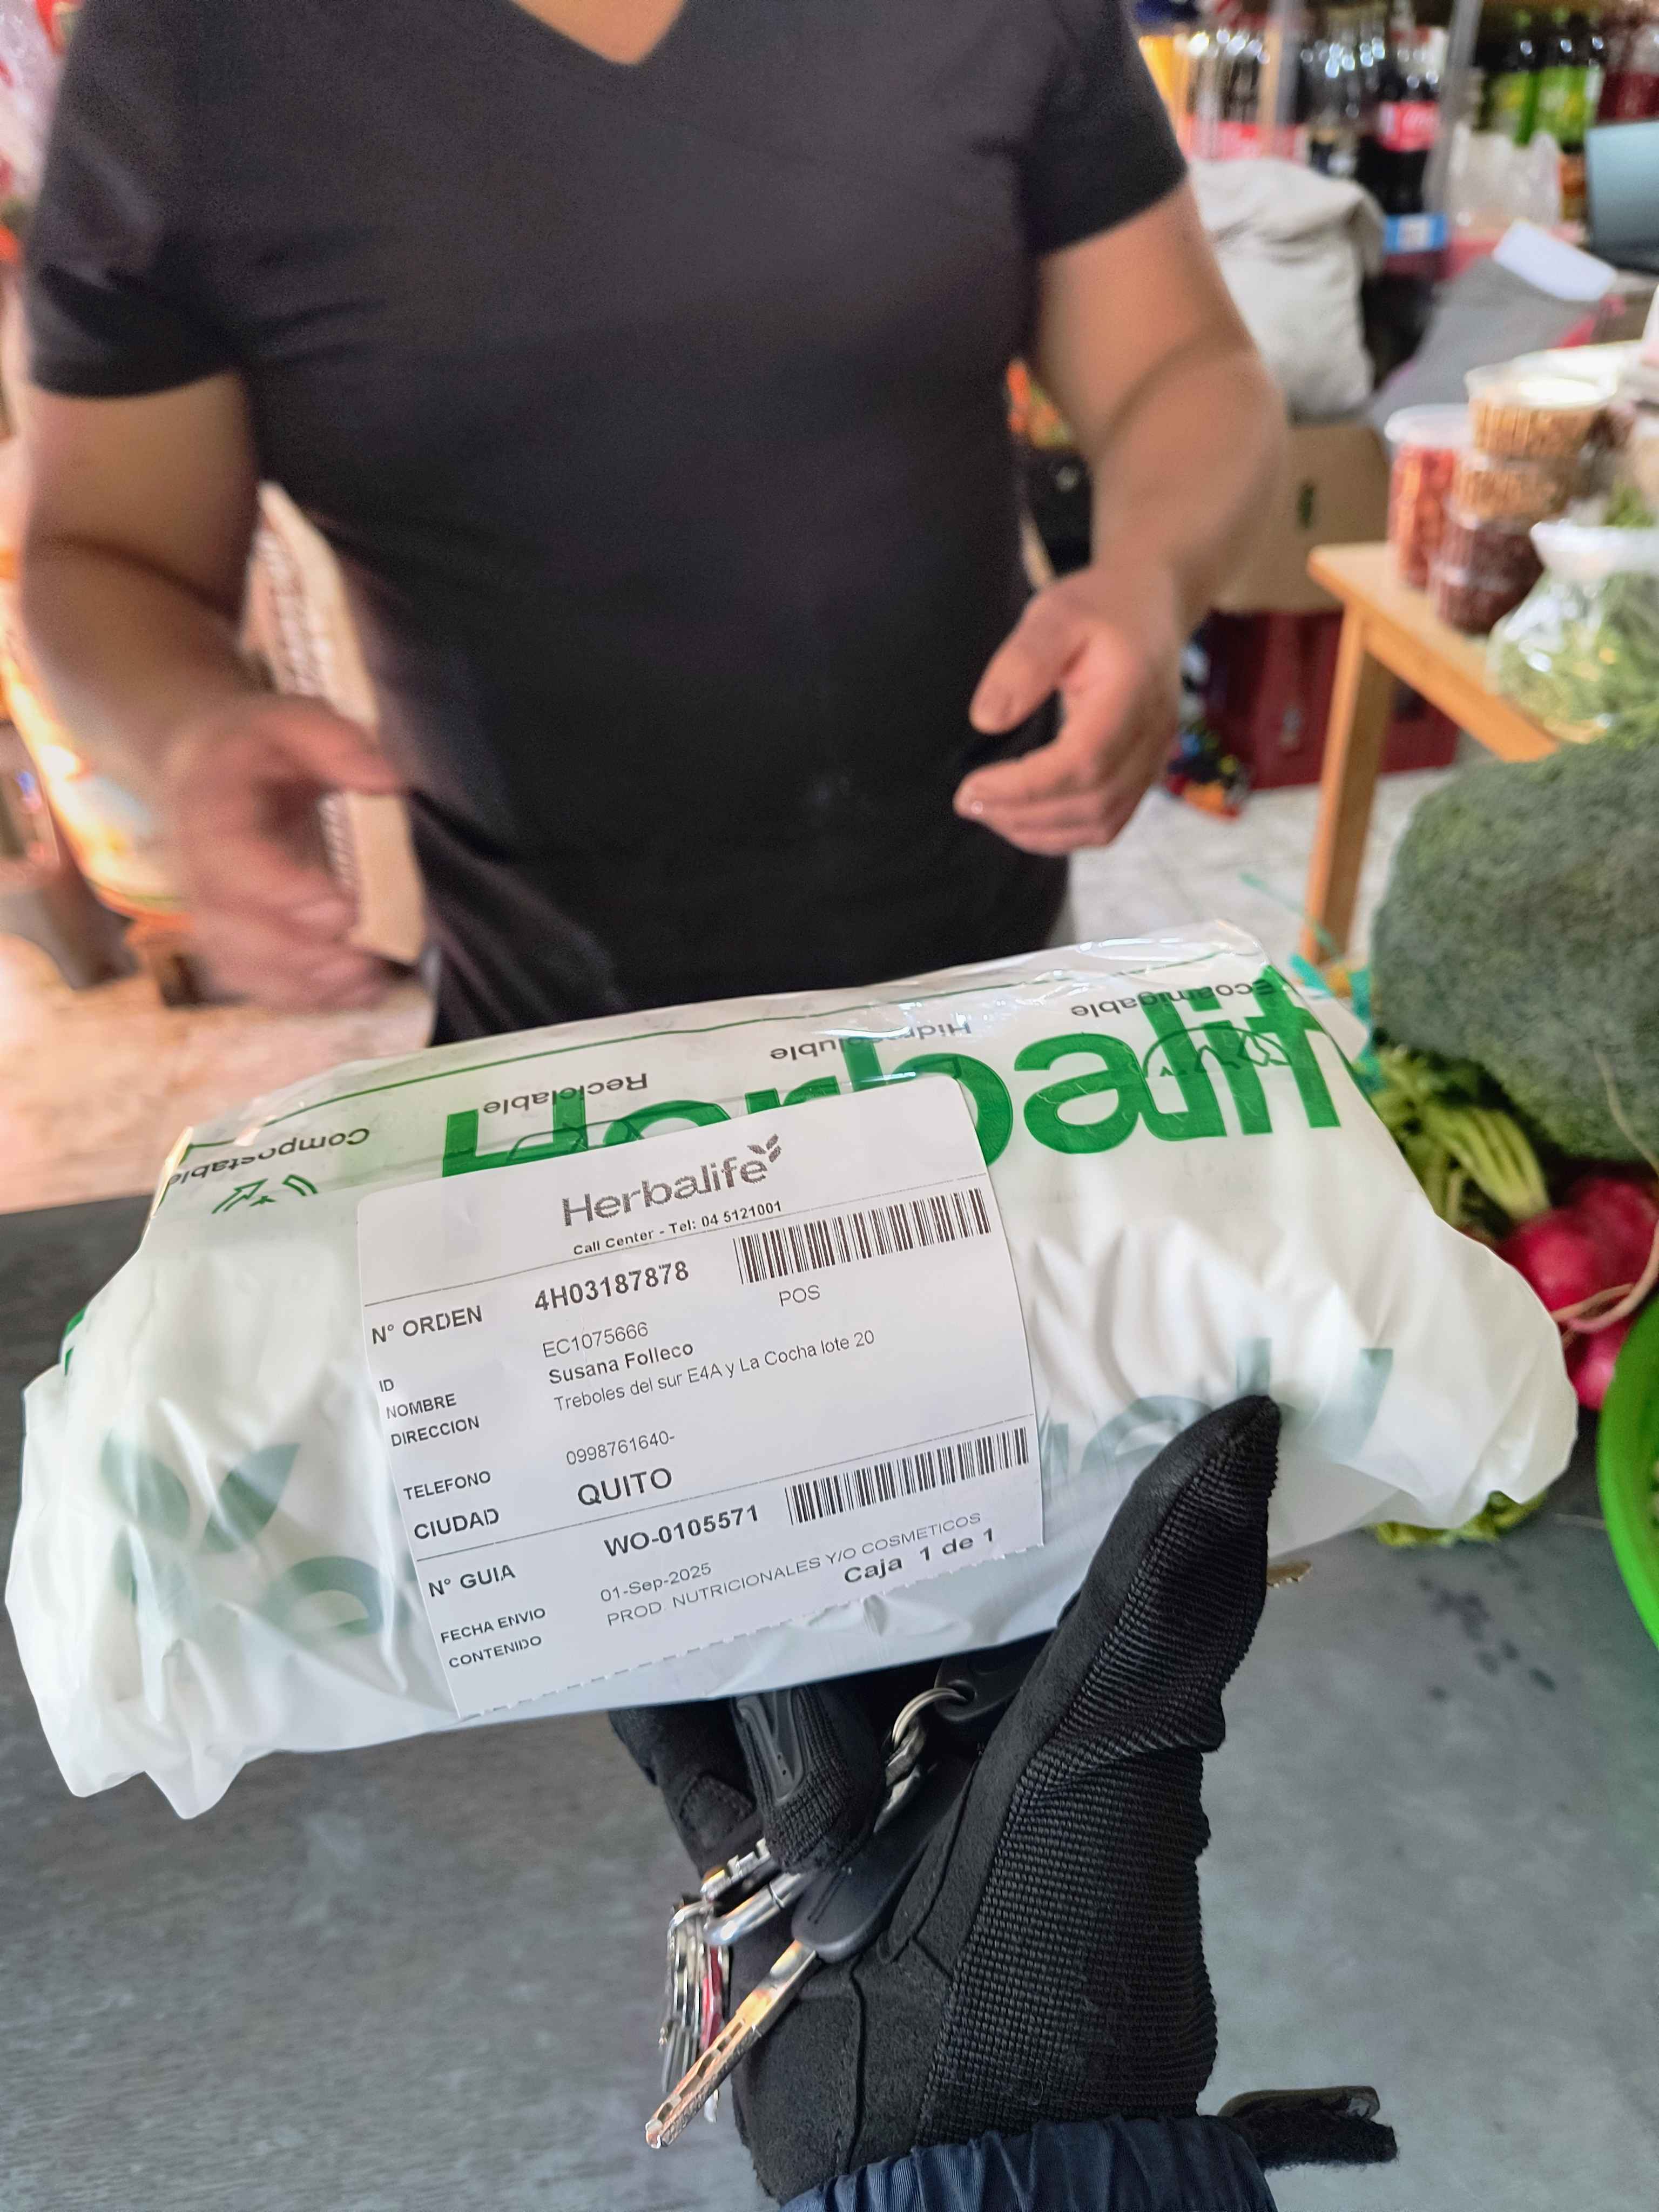 Compostable
Reciclable
Hidrosoluble
Ecoamigable
Herbalif
Herbalife
Call Center - Tel: 04 5121001
N° ORDEN 4H03187878
POS
ID EC1075666
NOMBRE Susana Folleco
DIRECCION Treboles del sur E4A y La Cocha lote 20
TELEFONO 0998761640-
CIUDAD QUITO
N° GUIA WO-0105571
FECHA ENVIO 01-Sep-2025
CONTENIDO PROD. NUTRICIONALES Y/O COSMETICOS
Caja 1 de 1